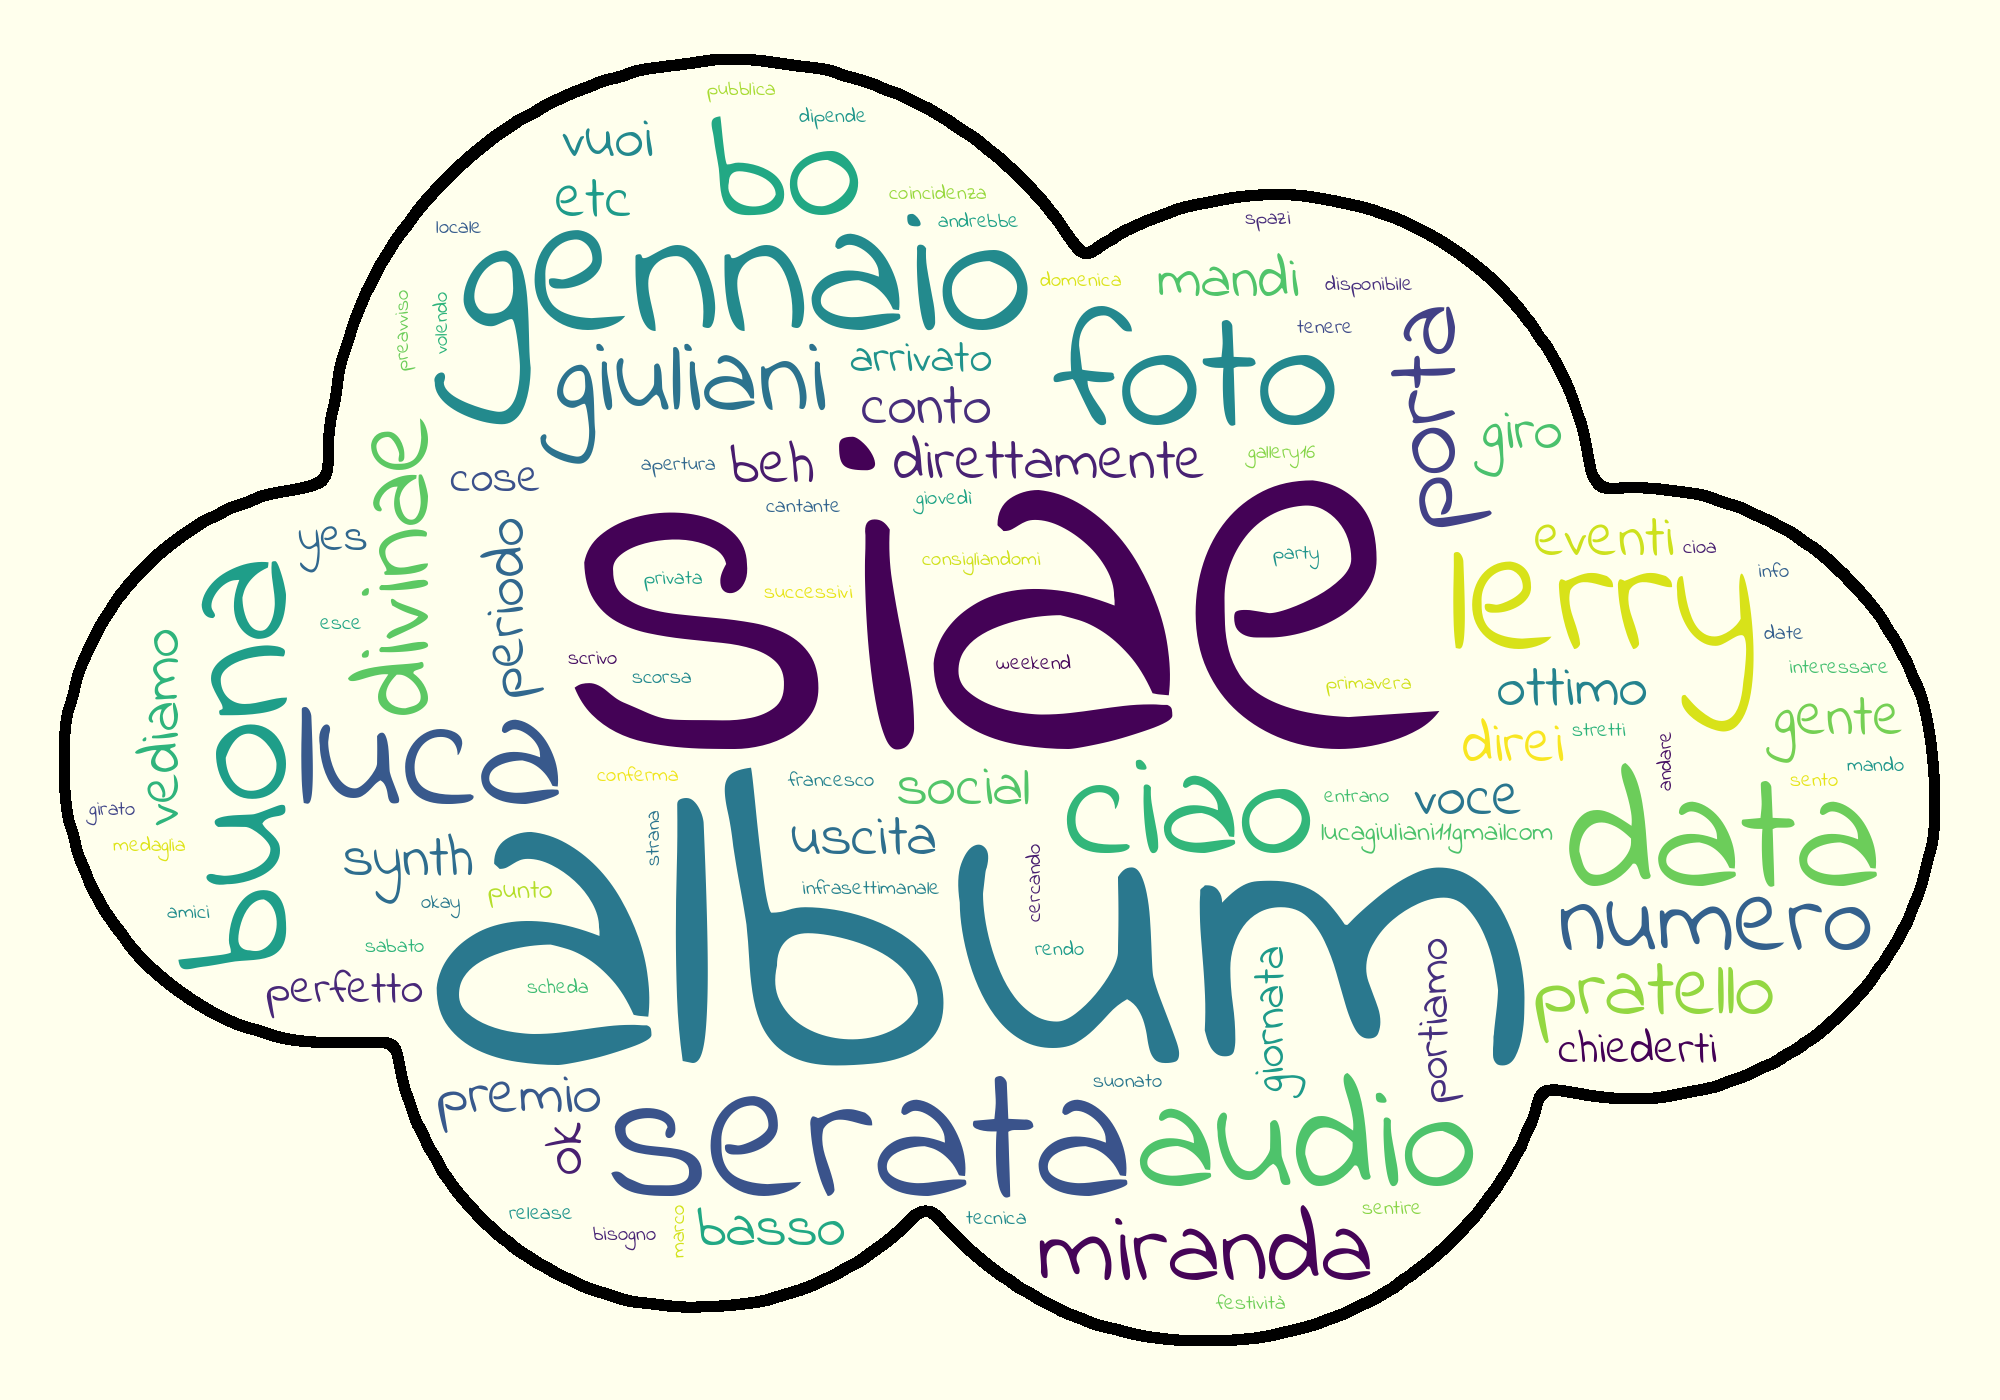 pubblica
dipende
vuoi
bo
etc
coincidenza
locale
andrebbe
spazi
gennaio
domenica
mandi
disponibile
preavviso
volendo
tenere
giuliani
arrivato
foto
porta
conto
giro
divinae
cose
apertura
beh
direttamente
gallery16
cantante
giovedì
yes
periodo
siae
eventi
cioa
consigliandomi
party
lerry
info
buona
privata
successivi
esce
date
vediamo
scrivo
scorsa
weekend
primavera
ottimo
interessare
luca
direi
stretti
gente
andare
conferma
francesco
social
ciao
entrano
voce
sento
mando
girato
medaglia
synth
strana
uscita
lucagiuliani11gmailcom
data
punto
okay
album
infrasettimanale
cercando
amici
sabato
rendo
numero
perfetto
scheda
giornata
portiamo
pratello
chiederti
premio
suonato
ok
serata
audio
release
bisogno
marco
basso
tecnica
sentire
miranda
festività